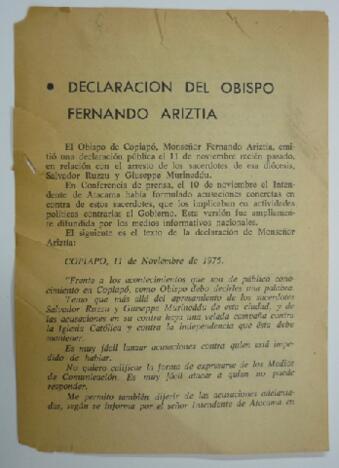 • DECLARACION DEL OBISPO
FERNANDO ARIZTIA
El Obispo de Copiapó, Monseñor Fernando Ariztía, emi-
tió una declaración pública el 11 de noviembre recién pasado,
en relación con el arresto de los sacerdotes de esa diócesis,
Salvador Ruzzu y Giuseppe Murineddu.
En Conferencia de prensa, el 10 de noviembre el Inten-
dente de Atacama había formulado acusaciones concretas en
contra de estos sacerdotes, que los implicaban en actividades
políticas contrarias al Gobierno. Esta versión fue ampliamen-
te difundida por los medios informativos nacionales.
El siguiente es el texto de la declaración de Monseñor
Ariztía:
COPIAPO, 11 de Noviembre de 1975.
"Frente a los acontecimientos que son de público cono-
cimiento en Copiapó, como Obispo debo decirles una palabra.
Temo que más allá del apresamiento de los sacerdotes
Salvador Ruzzu y Giuseppe Murineddu de esta ciudad, y de
las acusaciones en su contra haya una velada campaña contra
la Iglesia Católica y contra la independencia que ésta debe
mantener.
Es muy fácil lanzar acusaciones contra quien está impe-
dido de hablar.
No quiero calificar la forma de expresarse de los Medios
de Comunicación. Es muy fácil atacar a quien no puede
responder.
Me permito también diferir de las acusaciones adelanta-
das, según se informa por el señor Intendente de Atacama en